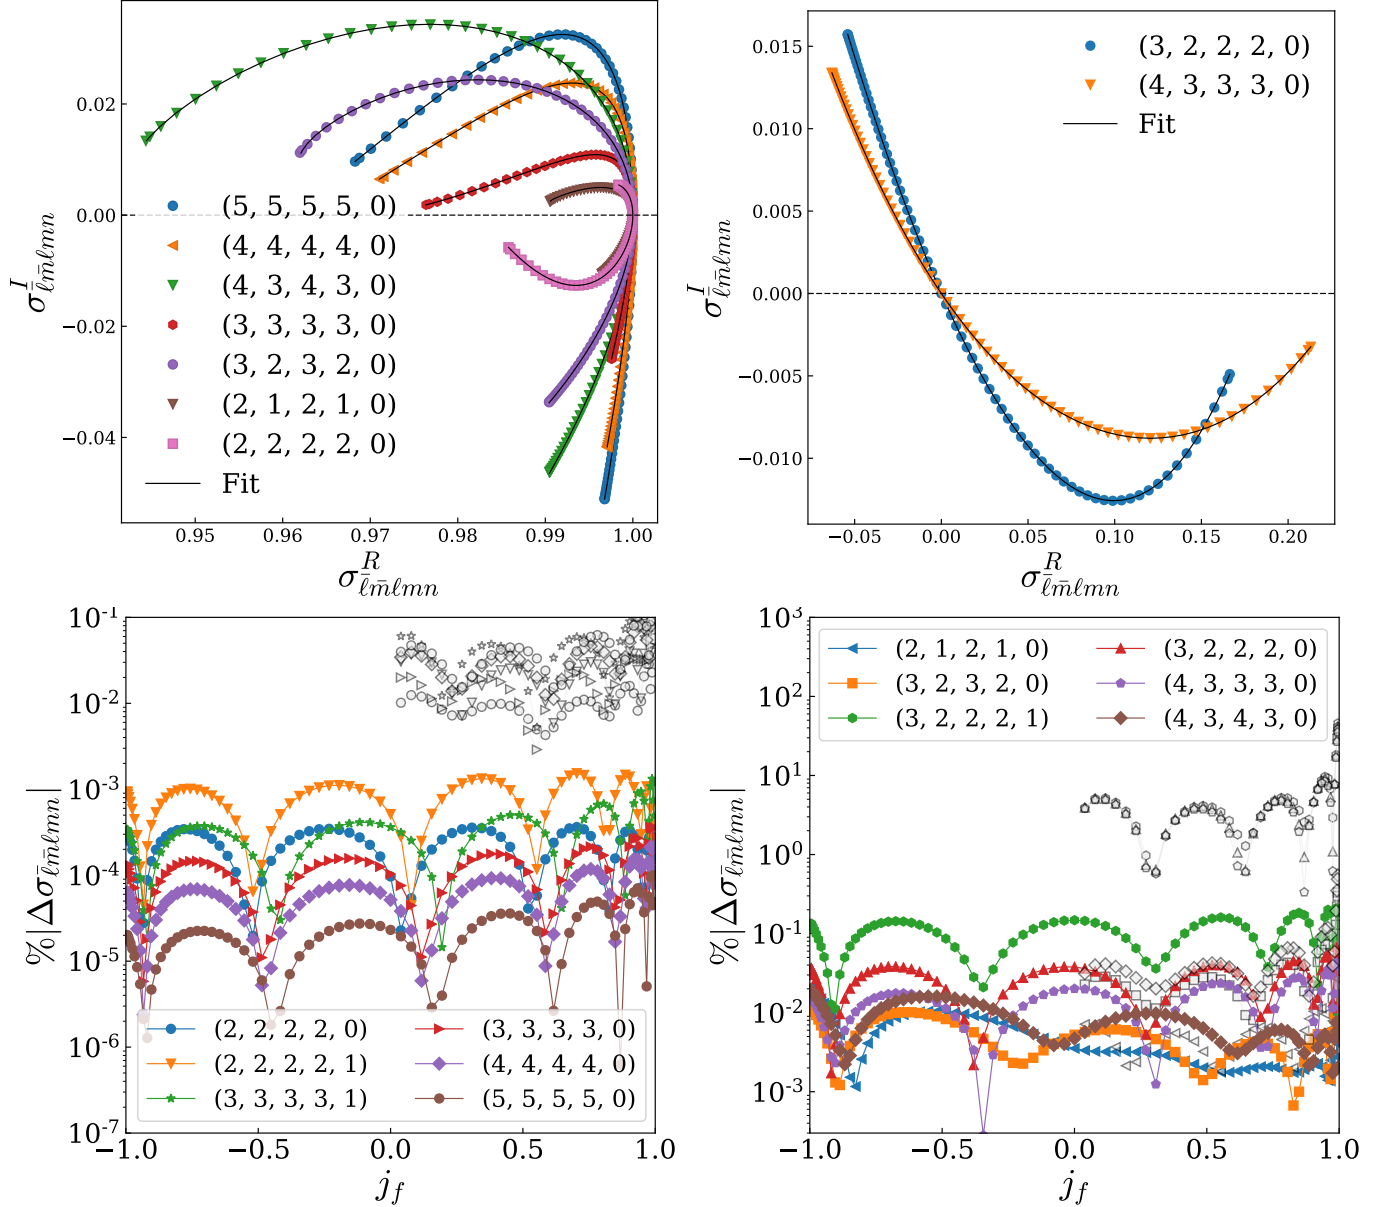 0.02
0.00
−0.02
−0.04
σ^I_{ℓ̄m̄ℓmn}
(5, 5, 5, 5, 0)
(4, 4, 4, 4, 0)
(4, 3, 4, 3, 0)
(3, 3, 3, 3, 0)
(3, 2, 3, 2, 0)
(2, 1, 2, 1, 0)
(2, 2, 2, 2, 0)
Fit
0.95 0.96 0.97 0.98 0.99 1.00
σ^R_{ℓ̄m̄ℓmn}
0.015
0.010
0.005
0.000
−0.005
−0.010
σ^I_{ℓ̄m̄ℓmn}
(3, 2, 2, 2, 0)
(4, 3, 3, 3, 0)
Fit
−0.05 0.00 0.05 0.10 0.15 0.20
σ^R_{ℓ̄m̄ℓmn}
10^{-1}
10^{-2}
10^{-3}
10^{-4}
10^{-5}
10^{-6}
10^{-7}
%|Δσ_{ℓ̄m̄ℓmn}|
(2, 2, 2, 2, 0) (3, 3, 3, 3, 0)
(2, 2, 2, 2, 1) (4, 4, 4, 4, 0)
(3, 3, 3, 3, 1) (5, 5, 5, 5, 0)
−1.0 −0.5 0.0 0.5 1.0
j_f
10^3
10^2
10^1
10^0
10^{-1}
10^{-2}
10^{-3}
%|Δσ_{ℓ̄m̄ℓmn}|
(2, 1, 2, 1, 0) (3, 2, 2, 2, 0)
(3, 2, 3, 2, 0) (4, 3, 3, 3, 0)
(3, 2, 2, 2, 1) (4, 3, 4, 3, 0)
−1.0 −0.5 0.0 0.5 1.0
j_f